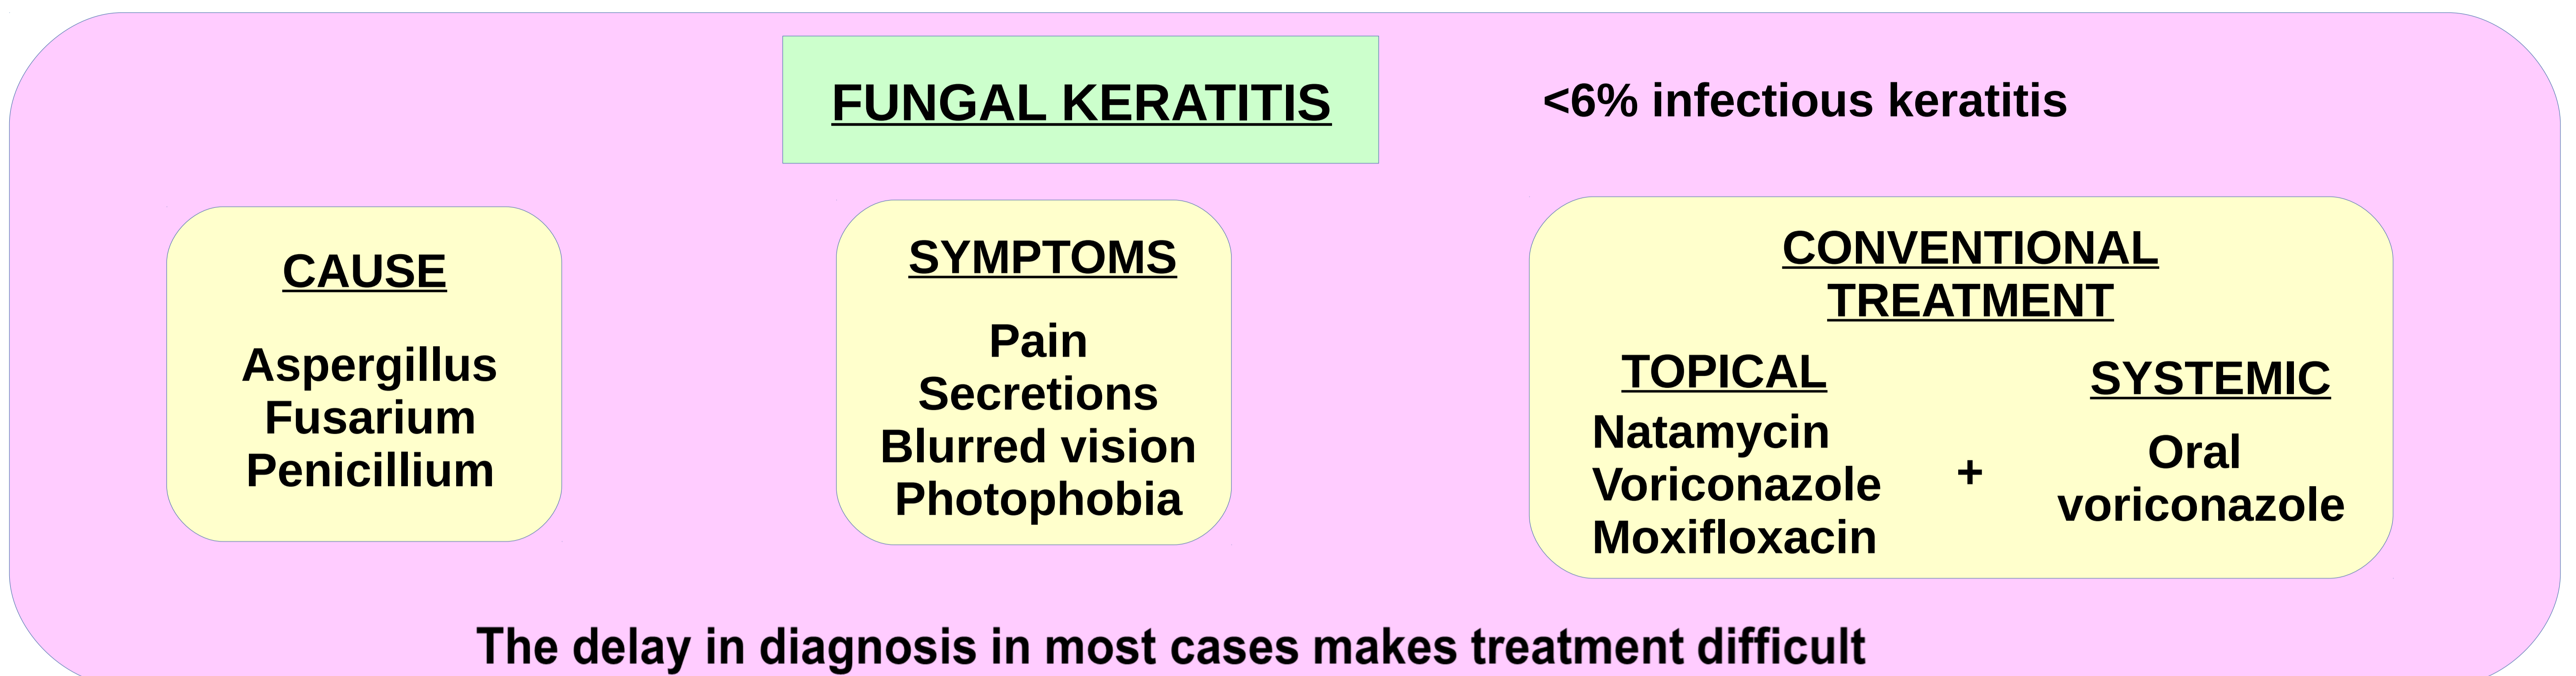 FUNGAL KERATITIS
<6% infectious keratitis
CAUSE
Aspergillus
Fusarium
Penicillium
SYMPTOMS
Pain
Secretions
Blurred vision
Photophobia
CONVENTIONAL
TREATMENT
TOPICAL
Natamycin
Voriconazole
Moxifloxacin
+
SYSTEMIC
Oral
voriconazole
The delay in diagnosis in most cases makes treatment difficult